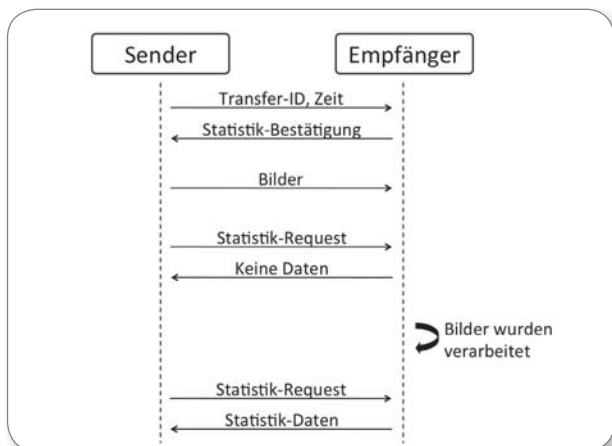 Sender
Empfänger
Transfer-ID, Zeit
Statistik-Bestätigung
Bilder
Statistik-Request
Keine Daten
Bilder wurden
verarbeitet
Statistik-Request
Statistik-Daten